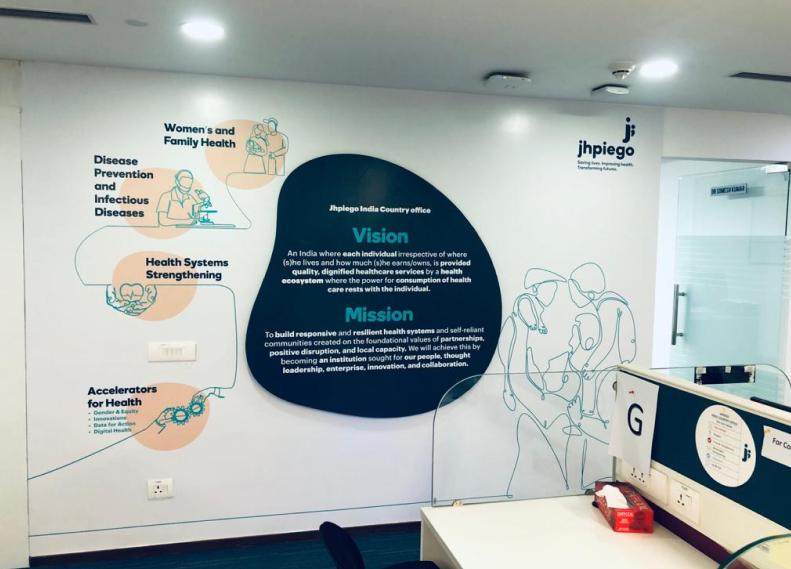 Women's and
Family Health
Disease
Prevention
and
Infectious
Diseases
Health Systems
Strengthening
Accelerators
for Health
- Gender & Equity
- Innovations
- Data for Action
- Digital Health
Jhpiego India Country office
Vision
An India where each individual irrespective of where
(s)he lives and how much (s)he earns/owns, is provided
quality, dignified healthcare services by a health
ecosystem where the power for consumption of health
care rests with the individual.
Mission
To build responsive and resilient health systems and self-reliant
communities created on the foundational values of partnerships,
positive disruption, and local capacity. We will achieve this by
becoming an institution sought for our people, thought
leadership, enterprise, innovation, and collaboration.
jhpiego
Saving lives. Improving health.
Transforming futures.
DR SOMESH KUMAR
G
For Co